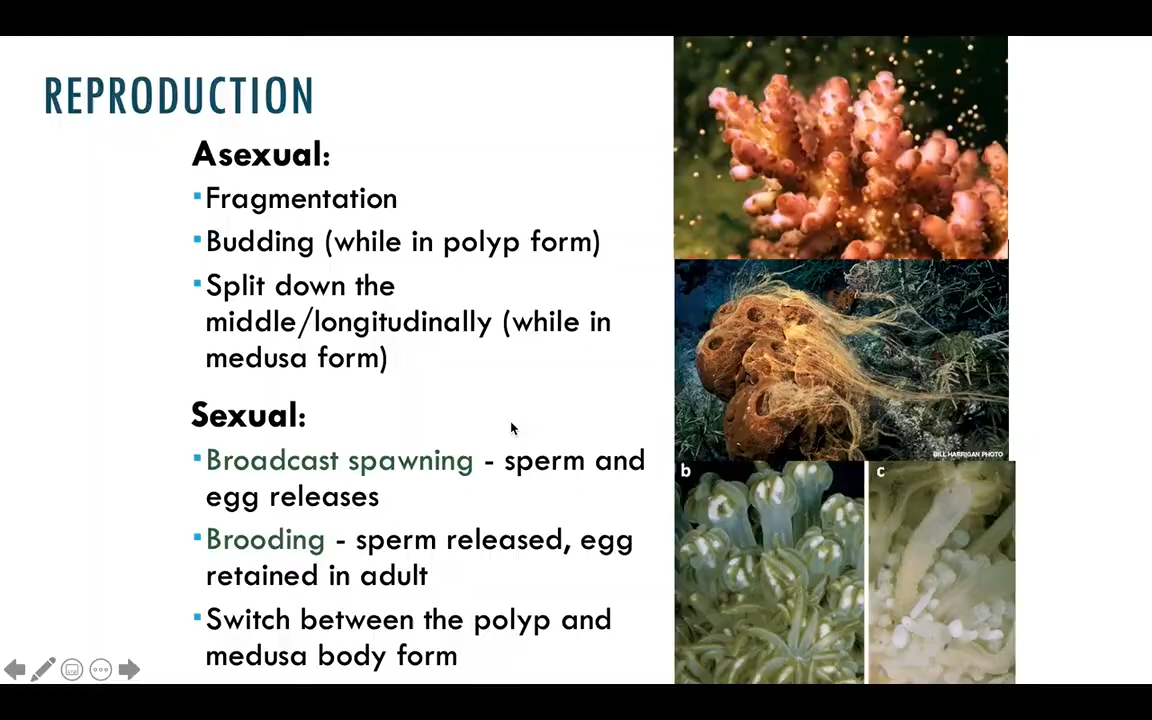 REPRODUCTION
Asexual:
▪Fragmentation
▪Budding (while in polyp form)
▪Split down the
middle/longitudinally (while in
medusa form)
Sexual:
▪Broadcast spawning - sperm and
egg releases
▪Brooding - sperm released, egg
retained in adult
▪Switch between the polyp and
medusa body form
BILL HARRIGAN PHOTO
b
c